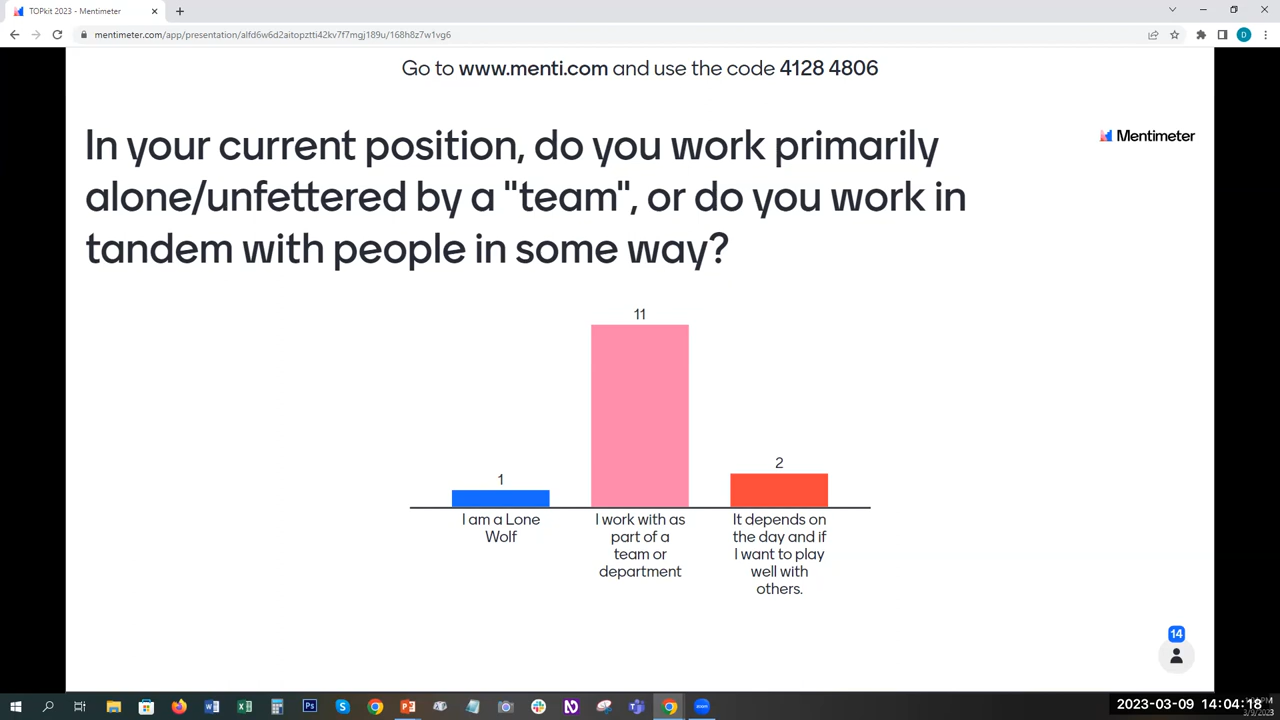 TOPkit 2023 - Mentimeter
mentimeter.com/app/presentation/alfd6w6d2aitopztti42kv7f7mgj189u/168h8z7w1vg6
D
Go to www.menti.com and use the code 4128 4806
Mentimeter
In your current position, do you work primarily
alone/unfettered by a "team", or do you work in
tandem with people in some way?
1
11
2
I am a Lone
Wolf
I work with as
part of a
team or
department
It depends on
the day and if
I want to play
well with
others.
14
2023-03-09 14:04:18